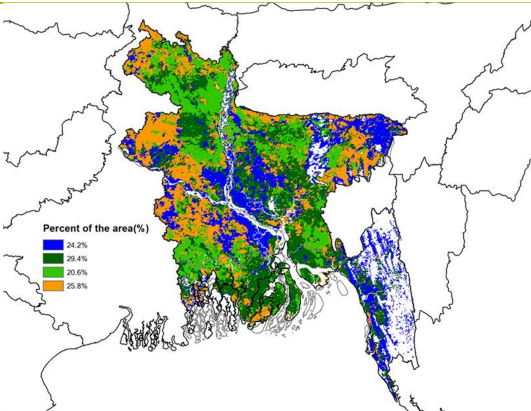 Percent of the area(%)
24.2%
29.4%
20.6%
25.8%